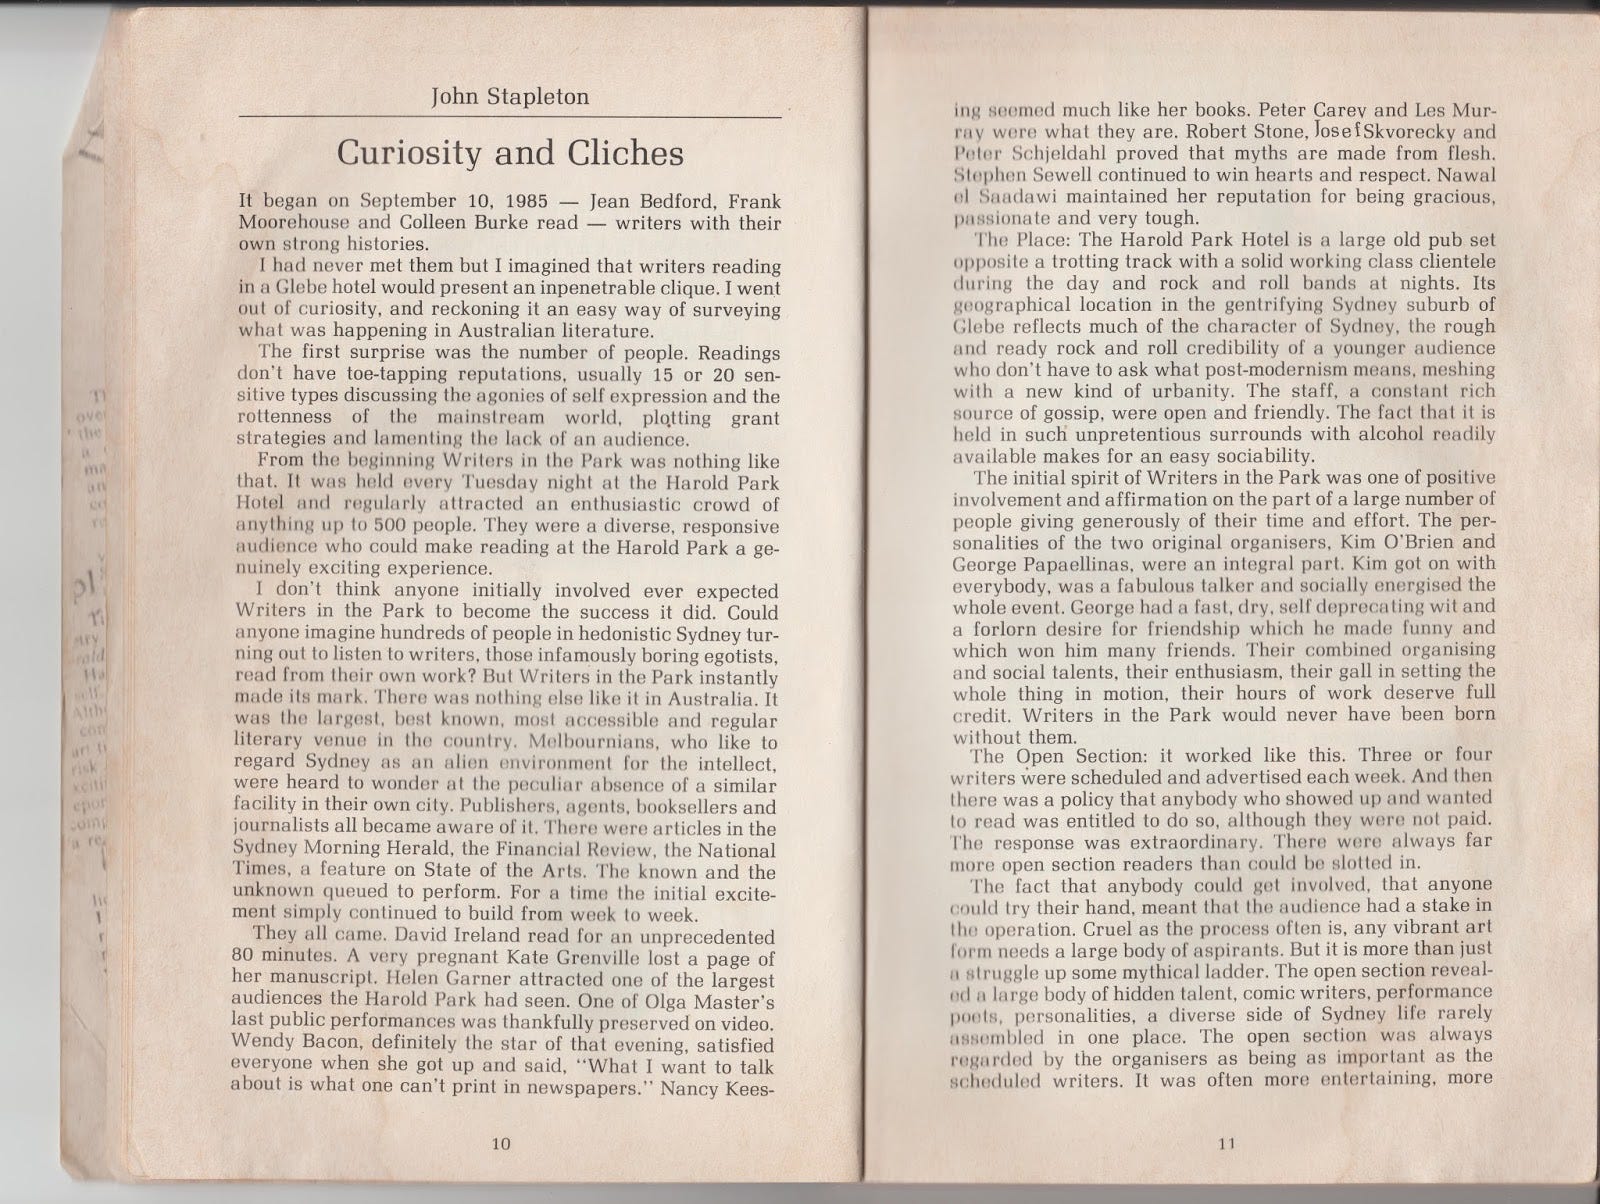 John Stapleton
Curiosity and Cliches
It began on September 10, 1985 — Jean Bedford, Frank
Moorehouse and Colleen Burke read — writers with their
own strong histories.
I had never met them but I imagined that writers reading
in a Glebe hotel would present an inpenetrable clique. I went
out of curiosity, and reckoning it an easy way of surveying
what was happening in Australian literature.
The first surprise was the number of people. Readings
don't have toe-tapping reputations, usually 15 or 20 sen-
sitive types discussing the agonies of self expression and the
rottenness of the mainstream world, plotting grant
strategies and lamenting the lack of an audience.
From the beginning Writers in the Park was nothing like
that. It was held every Tuesday night at the Harold Park
Hotel and regularly attracted an enthusiastic crowd of
anything up to 500 people. They were a diverse, responsive
audience who could make reading at the Harold Park a ge-
nuinely exciting experience.
I don't think anyone initially involved ever expected
Writers in the Park to become the success it did. Could
anyone imagine hundreds of people in hedonistic Sydney tur-
ning out to listen to writers, those infamously boring egotists,
read from their own work? But Writers in the Park instantly
made its mark. There was nothing else like it in Australia. It
was the largest, best known, most accessible and regular
literary venue in the country. Melbournians, who like to
regard Sydney as an alien environment for the intellect,
were heard to wonder at the peculiar absence of a similar
facility in their own city. Publishers, agents, booksellers and
journalists all became aware of it. There were articles in the
Sydney Morning Herald, the Financial Review, the National
Times, a feature on State of the Arts. The known and the
unknown queued to perform. For a time the initial excite-
ment simply continued to build from week to week.
They all came. David Ireland read for an unprecedented
80 minutes. A very pregnant Kate Grenville lost a page of
her manuscript. Helen Garner attracted one of the largest
audiences the Harold Park had seen. One of Olga Master's
last public performances was thankfully preserved on video.
Wendy Bacon, definitely the star of that evening, satisfied
everyone when she got up and said, "What I want to talk
about is what one can't print in newspapers." Nancy Kees-
10
ing seemed much like her books. Peter Carey and Les Mur-
ray were what they are. Robert Stone, Josef Skvorecky and
Peter Schjeldahl proved that myths are made from flesh.
Stephen Sewell continued to win hearts and respect. Nawal
el Saadawi maintained her reputation for being gracious,
passionate and very tough.
The Place: The Harold Park Hotel is a large old pub set
opposite a trotting track with a solid working class clientele
during the day and rock and roll bands at nights. Its
geographical location in the gentrifying Sydney suburb of
Glebe reflects much of the character of Sydney, the rough
and ready rock and roll credibility of a younger audience
who don't have to ask what post-modernism means, meshing
with a new kind of urbanity. The staff, a constant rich
source of gossip, were open and friendly. The fact that it is
held in such unpretentious surrounds with alcohol readily
available makes for an easy sociability.
The initial spirit of Writers in the Park was one of positive
involvement and affirmation on the part of a large number of
people giving generously of their time and effort. The per-
sonalities of the two original organisers, Kim O'Brien and
George Papaellinas, were an integral part. Kim got on with
everybody, was a fabulous talker and socially energised the
whole event. George had a fast, dry, self deprecating wit and
a forlorn desire for friendship which he made funny and
which won him many friends. Their combined organising
and social talents, their enthusiasm, their gall in setting the
whole thing in motion, their hours of work deserve full
credit. Writers in the Park would never have been born
without them.
The Open Section: it worked like this. Three or four
writers were scheduled and advertised each week. And then
there was a policy that anybody who showed up and wanted
to read was entitled to do so, although they were not paid.
The response was extraordinary. There were always far
more open section readers than could be slotted in.
The fact that anybody could get involved, that anyone
could try their hand, meant that the audience had a stake in
the operation. Cruel as the process often is, any vibrant art
form needs a large body of aspirants. But it is more than just
a struggle up some mythical ladder. The open section reveal-
ed a large body of hidden talent, comic writers, performance
poets, personalities, a diverse side of Sydney life rarely
assembled in one place. The open section was always
regarded by the organisers as being as important as the
scheduled writers. It was often more entertaining, more
11